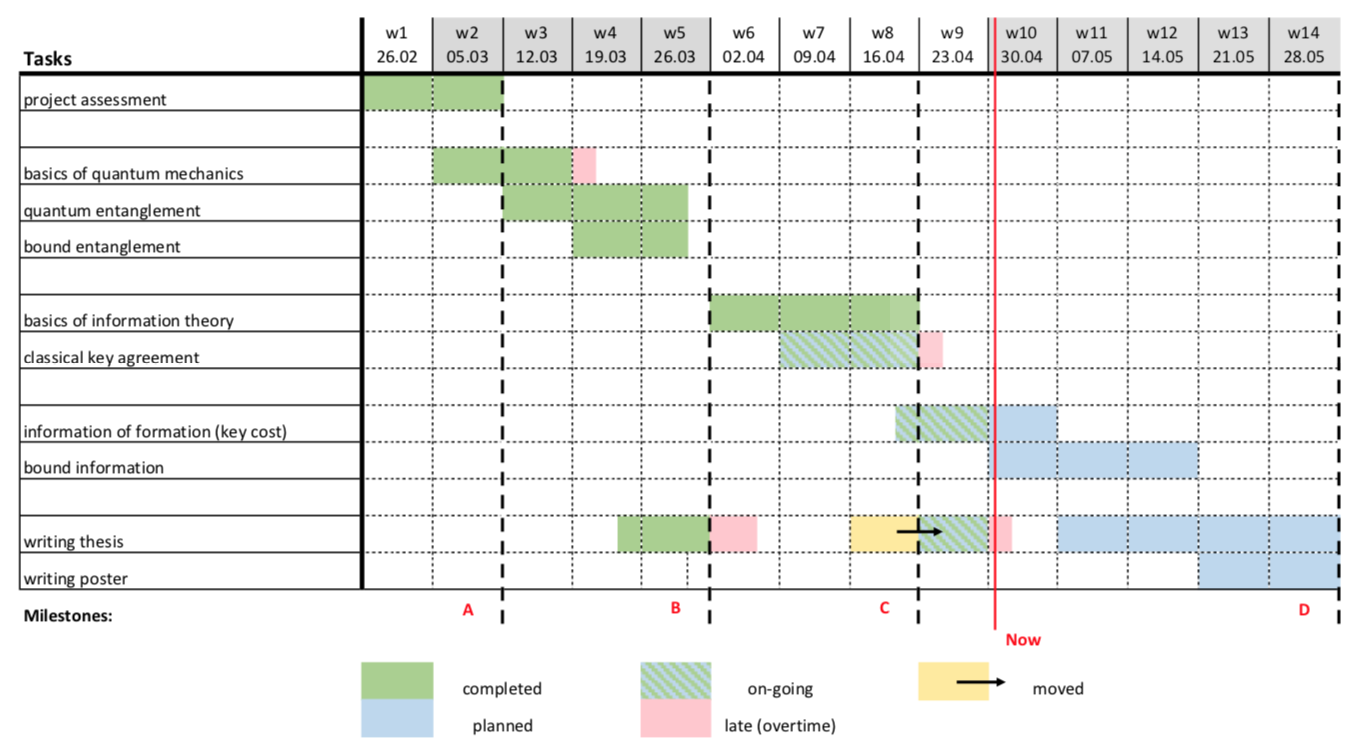 w1 w2 w3 w4 w5 w6 w7 w8 w9 w10 w11 w12 w13 w14
Tasks 26.02 05.03 12.03 19.03 26.03 02.04 09.04 16.04 23.04 30.04 07.05 14.05 21.05 28.05
project assessment
basics of quantum mechanics
quantum entanglement
bound entanglement
basics of information theory
classical key agreement
information of formation (key cost)
bound information
writing thesis
writing poster
Milestones: A B C D
Now
completed on-going moved
planned late (overtime)